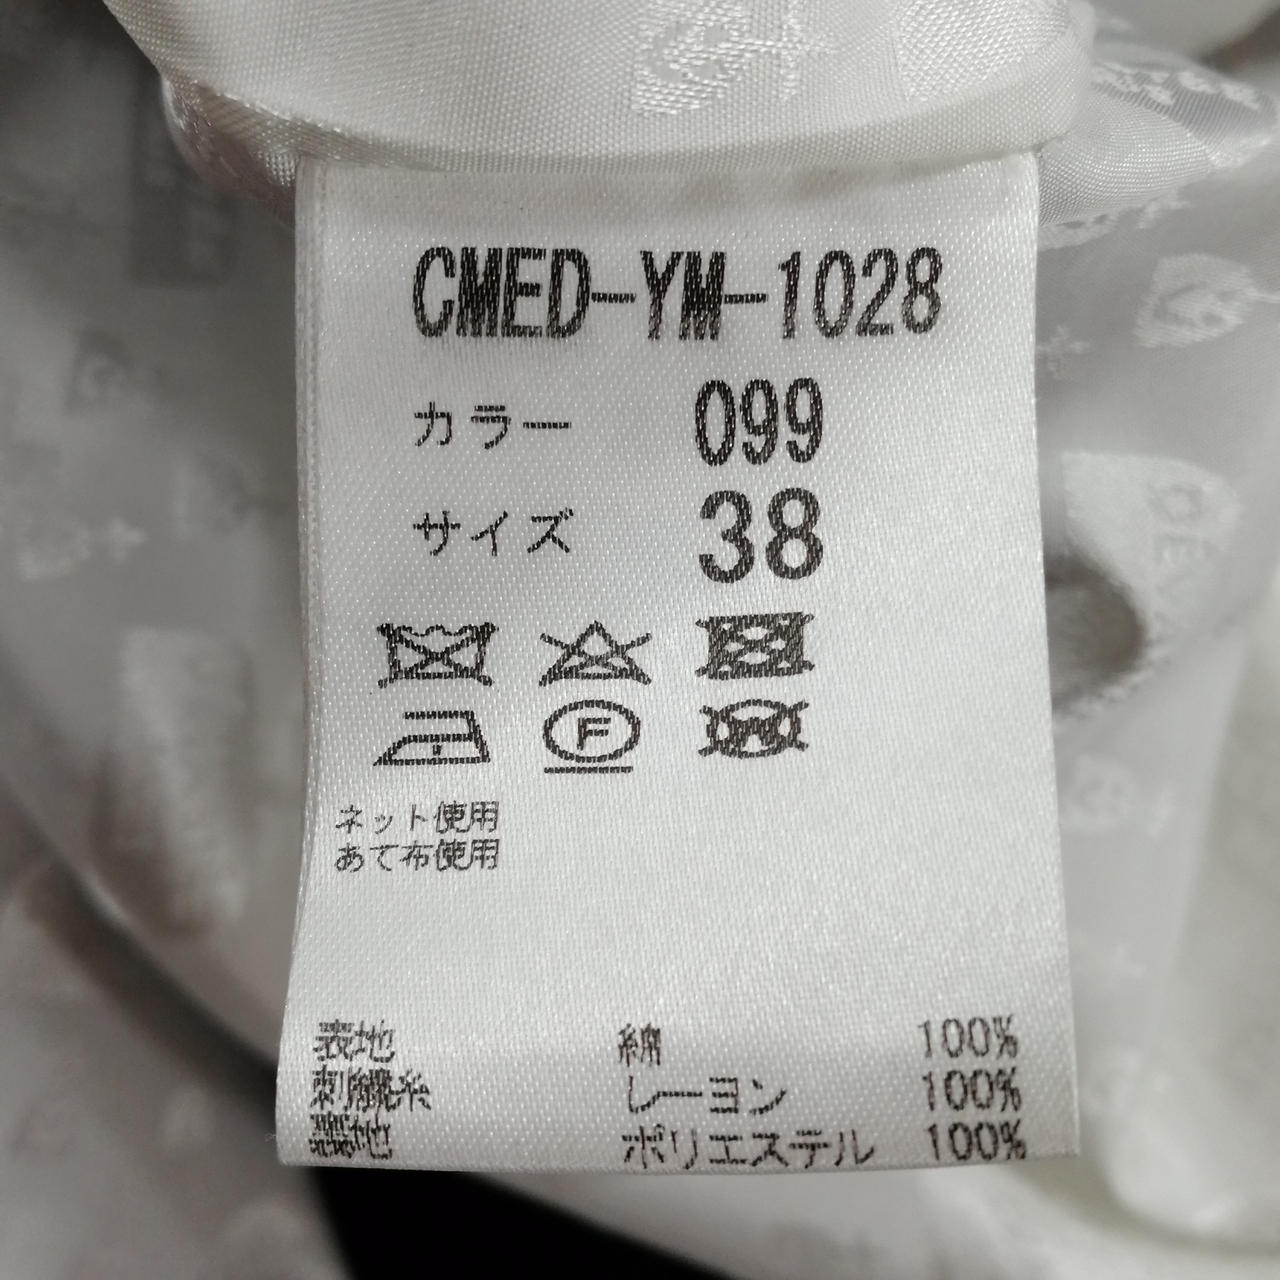 CMED-YM-1028
カラー 099
サイズ 38
F
W
ネット使用
あて布使用
表地 綿 100%
刺繍糸 レーヨン 100%
裏地 ポリエステル 100%